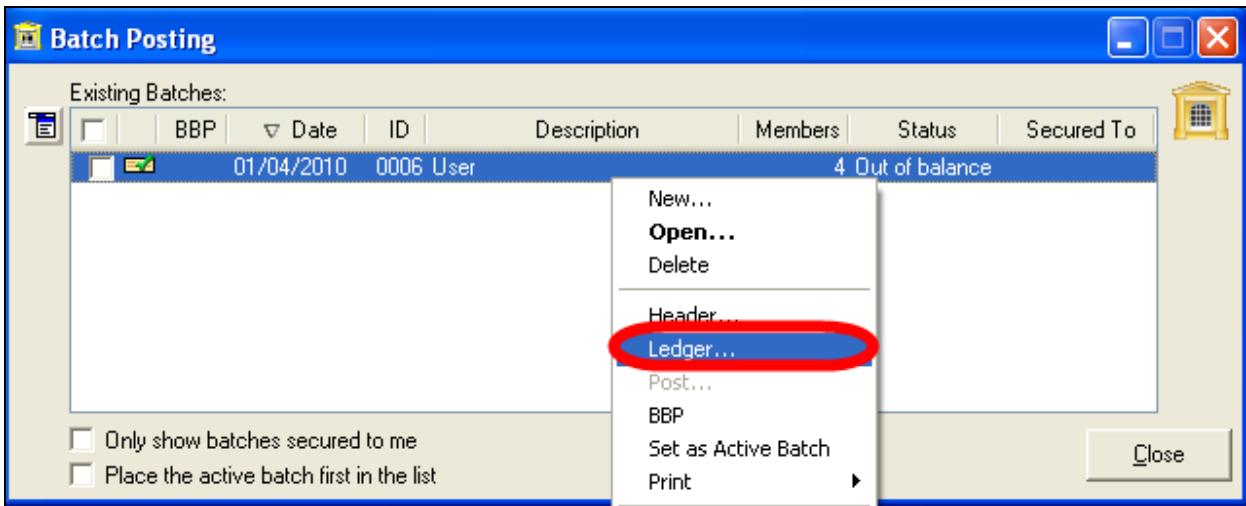 Batch Posting
Existing Batches:
BBP Date ID Description Members Status Secured To
01/04/2010 0006 User 4 Out of balance
New...
Open...
Delete
Header...
Ledger...
Post...
BBP
Set as Active Batch
Print
Only show batches secured to me
Place the active batch first in the list
Close